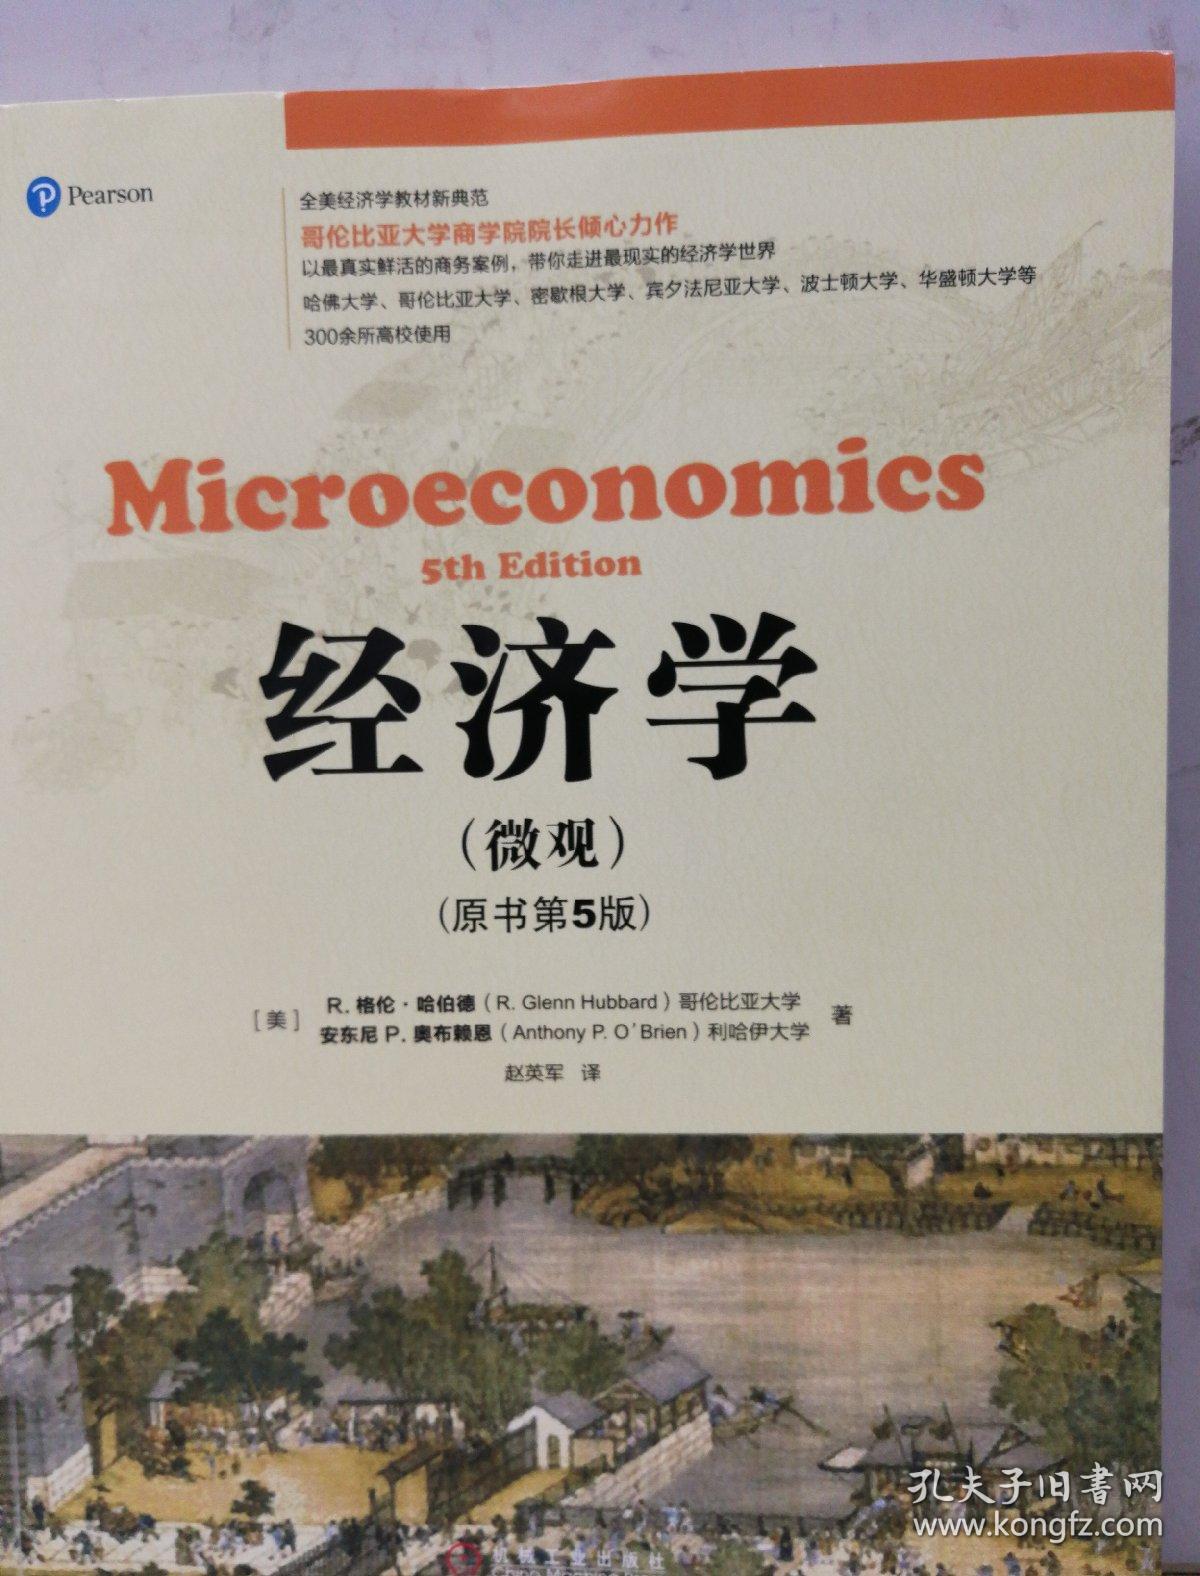 Pearson
全美经济学教材新典范
哥伦比亚大学商学院院长倾心力作
以最真实鲜活的商务案例，带你走进最现实的经济学世界
哈佛大学、哥伦比亚大学、密歇根大学、宾夕法尼亚大学、波士顿大学、华盛顿大学等
300余所高校使用
Microeconomics
5th Edition
经济学
（微观）
（原书第5版）
［美］
R. 格伦·哈伯德（R. Glenn Hubbard）哥伦比亚大学
安东尼 P. 奥布赖恩（Anthony P. O'Brien）利哈伊大学
著
赵英军 译
机械工业出版社
China Machine Press
孔夫子旧书网
www.kongfz.com